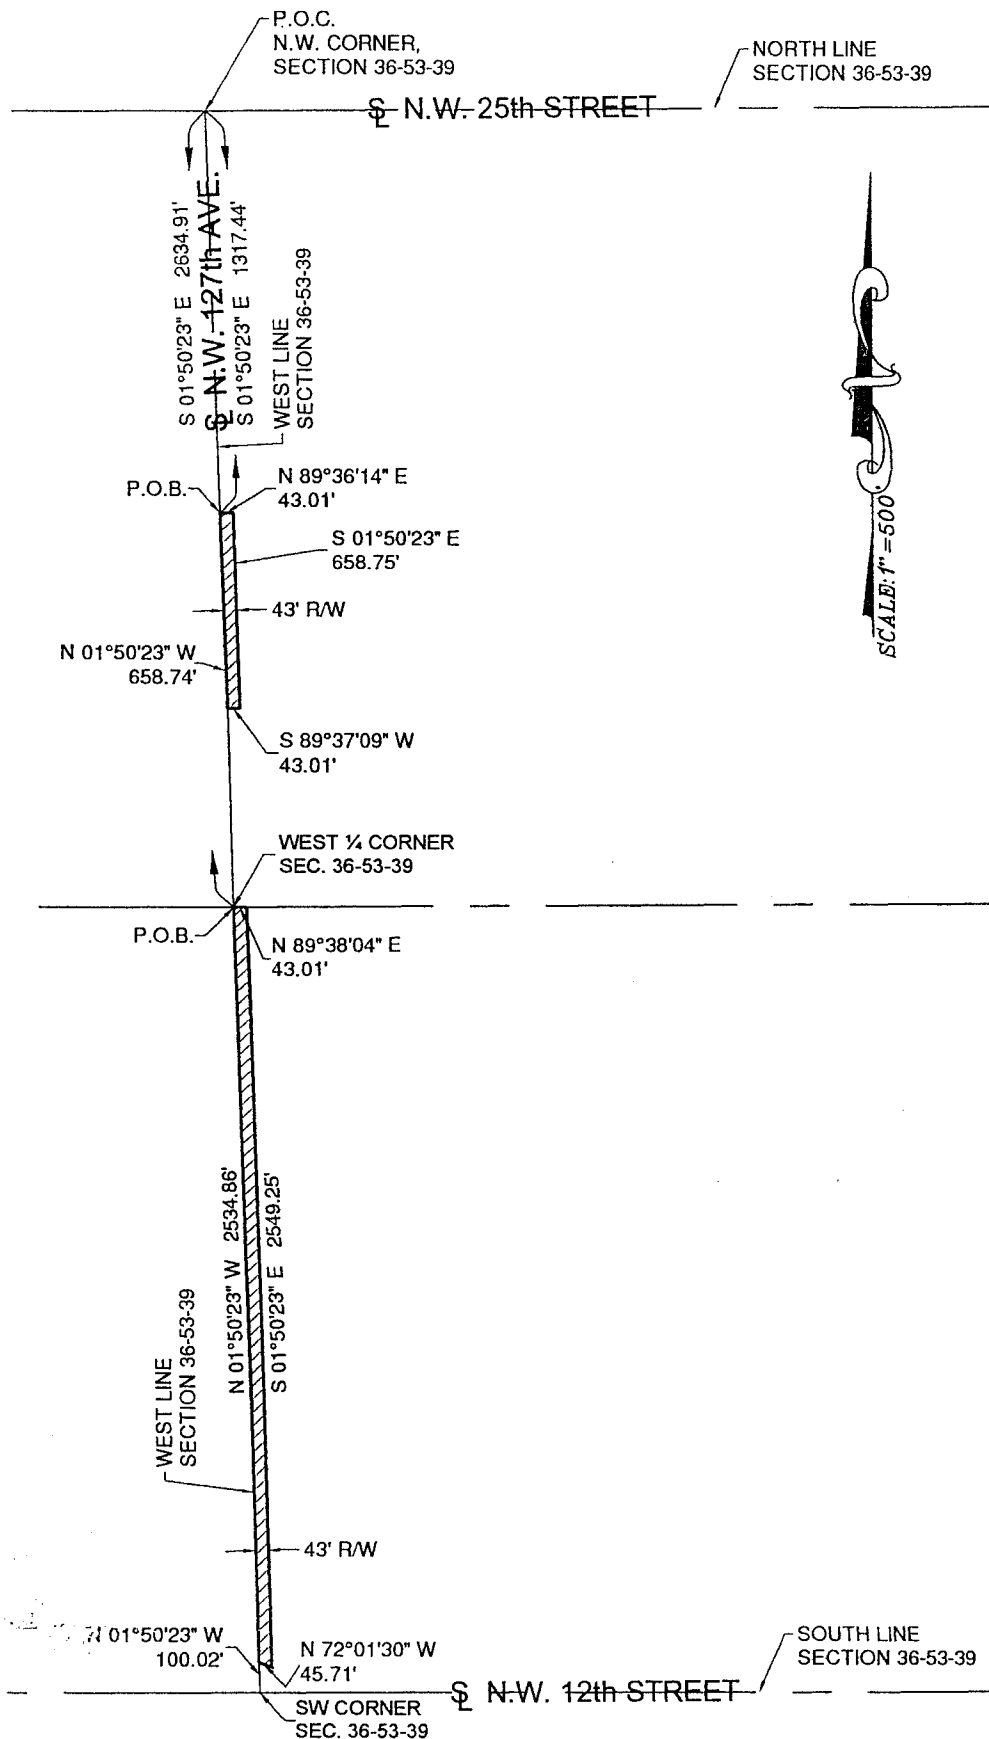 P.O.C.
N.W. CORNER,
SECTION 36-53-39
NORTH LINE
SECTION 36-53-39
℄ N.W. 25th STREET
S 01°50'23" E 2634.91'
℄ N.W. 127th AVE.
S 01°50'23" E 1317.44'
WEST LINE
SECTION 36-53-39
SCALE: 1"=500'
P.O.B.
N 89°36'14" E
43.01'
S 01°50'23" E
658.75'
43' R/W
N 01°50'23" W
658.74'
S 89°37'09" W
43.01'
WEST ¼ CORNER
SEC. 36-53-39
P.O.B.
N 89°38'04" E
43.01'
N 01°50'23" W 2534.86'
S 01°50'23" E 2549.25'
WEST LINE
SECTION 36-53-39
43' R/W
N 01°50'23" W
100.02'
N 72°01'30" W
45.71'
SOUTH LINE
SECTION 36-53-39
℄ N.W. 12th STREET
SW CORNER
SEC. 36-53-39